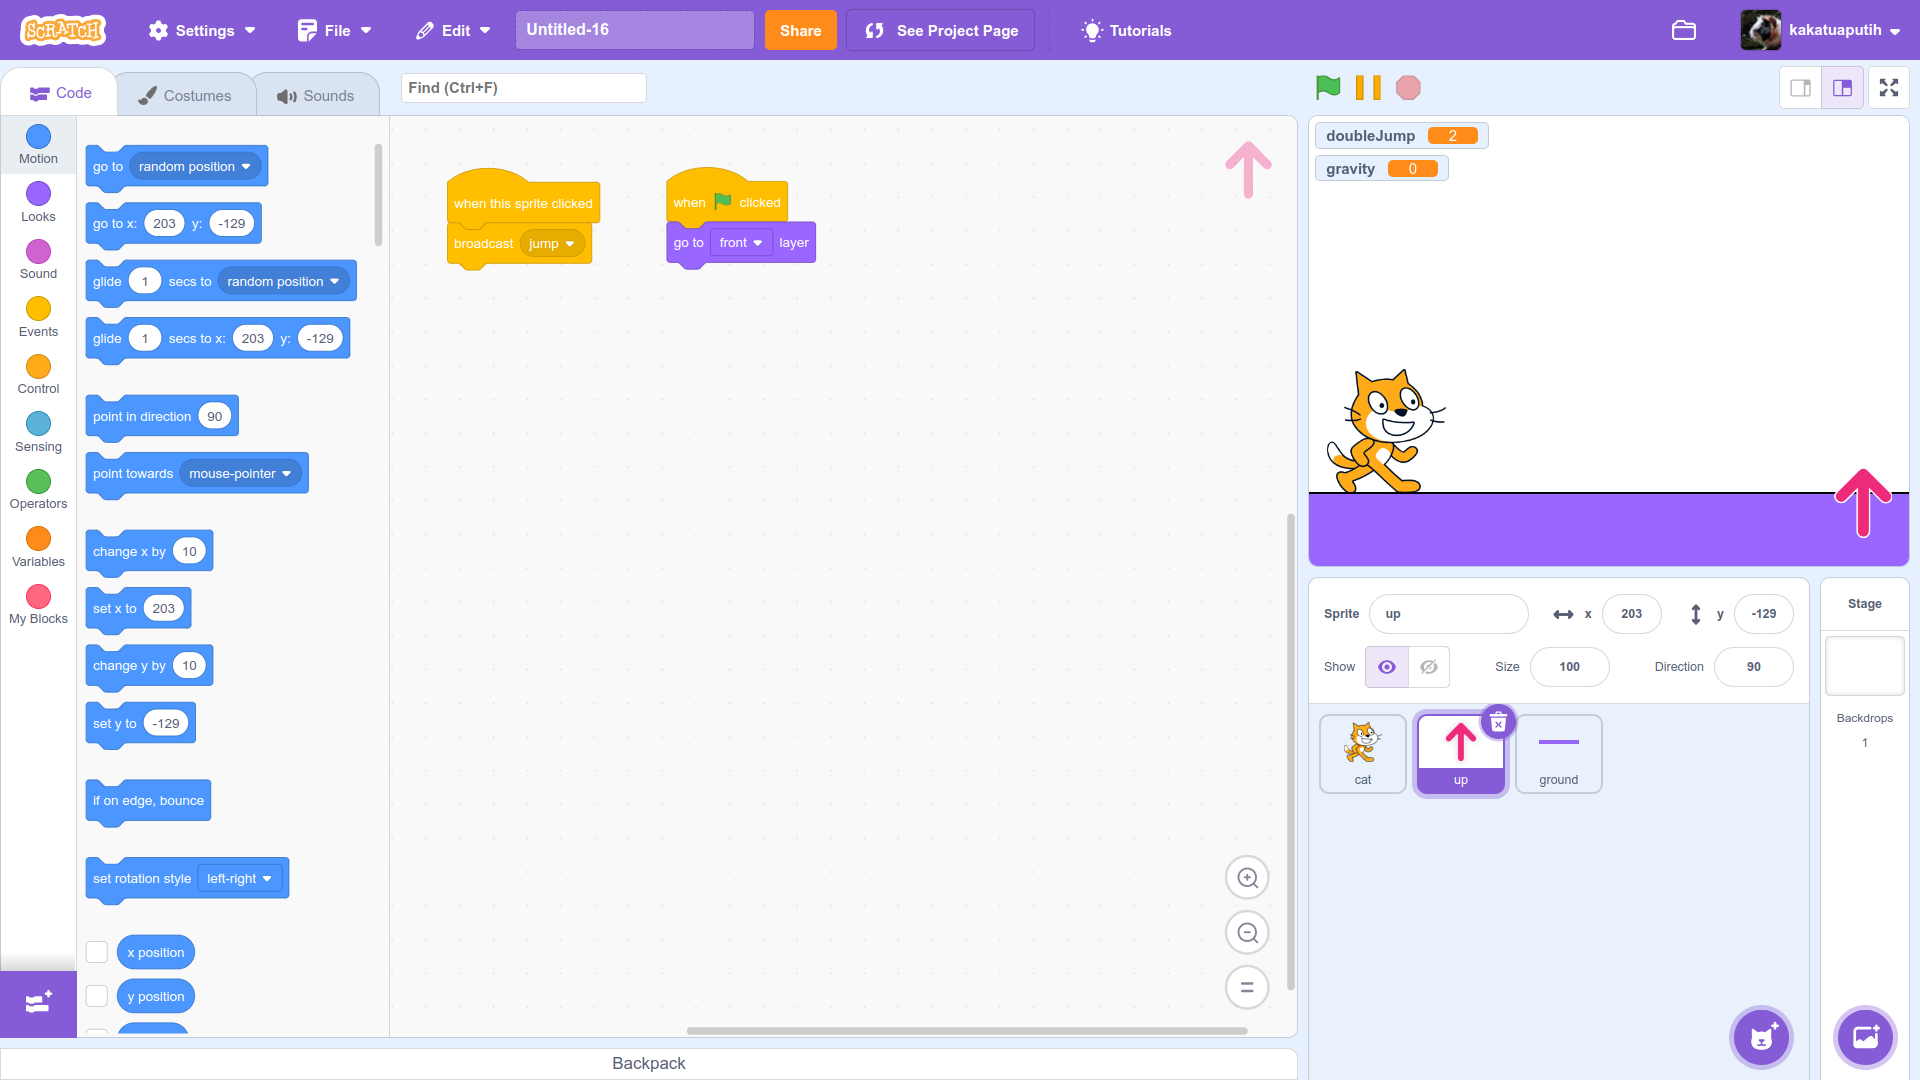 SCRATCH
Settings
File
Edit
Untitled-16
Share
See Project Page
Tutorials
kakatuaputih
Code
Costumes
Sounds
Find (Ctrl+F)
Motion
Looks
Sound
Events
Control
Sensing
Operators
Variables
My Blocks
go to random position
go to x: 203 y: -129
glide 1 secs to random position
glide 1 secs to x: 203 y: -129
point in direction 90
point towards mouse-pointer
change x by 10
set x to 203
change y by 10
set y to -129
if on edge, bounce
set rotation style left-right
x position
y position
when this sprite clicked
broadcast jump
when clicked
go to front layer
doubleJump 2
gravity 0
Sprite up x 203 y -129
Show Size 100 Direction 90
cat
up
ground
Stage
Backdrops
1
Backpack